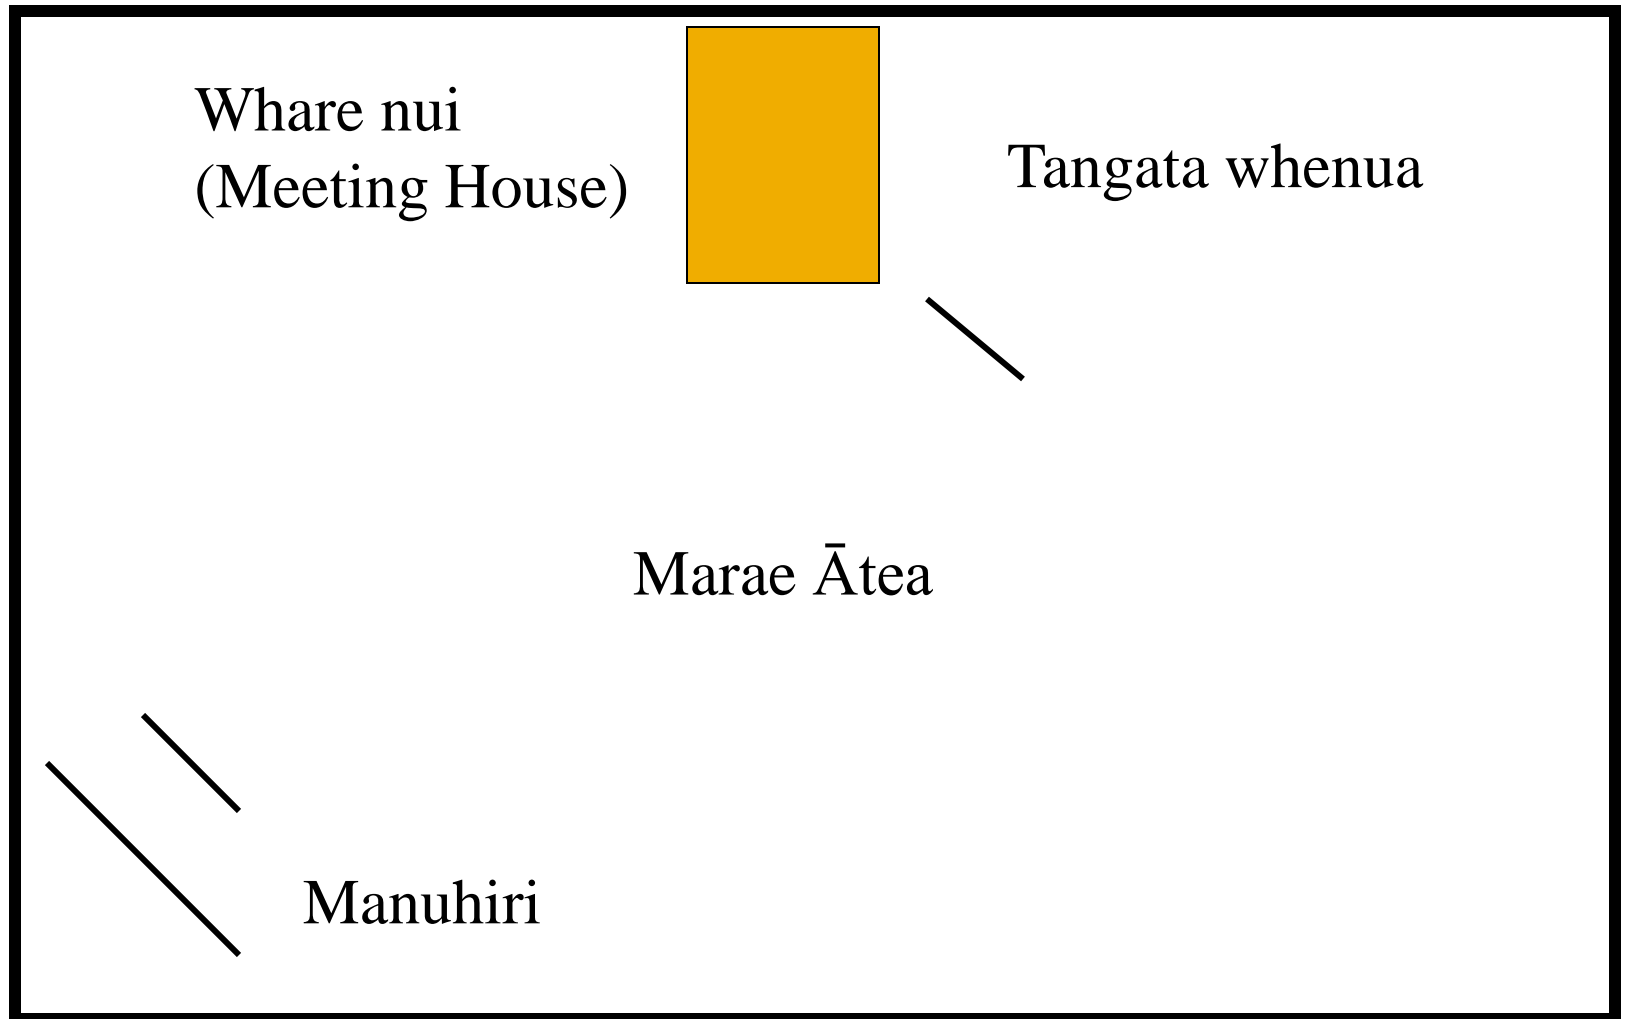 Whare nui
(Meeting House)
Tangata whenua
Marae Ātea
Manuhiri